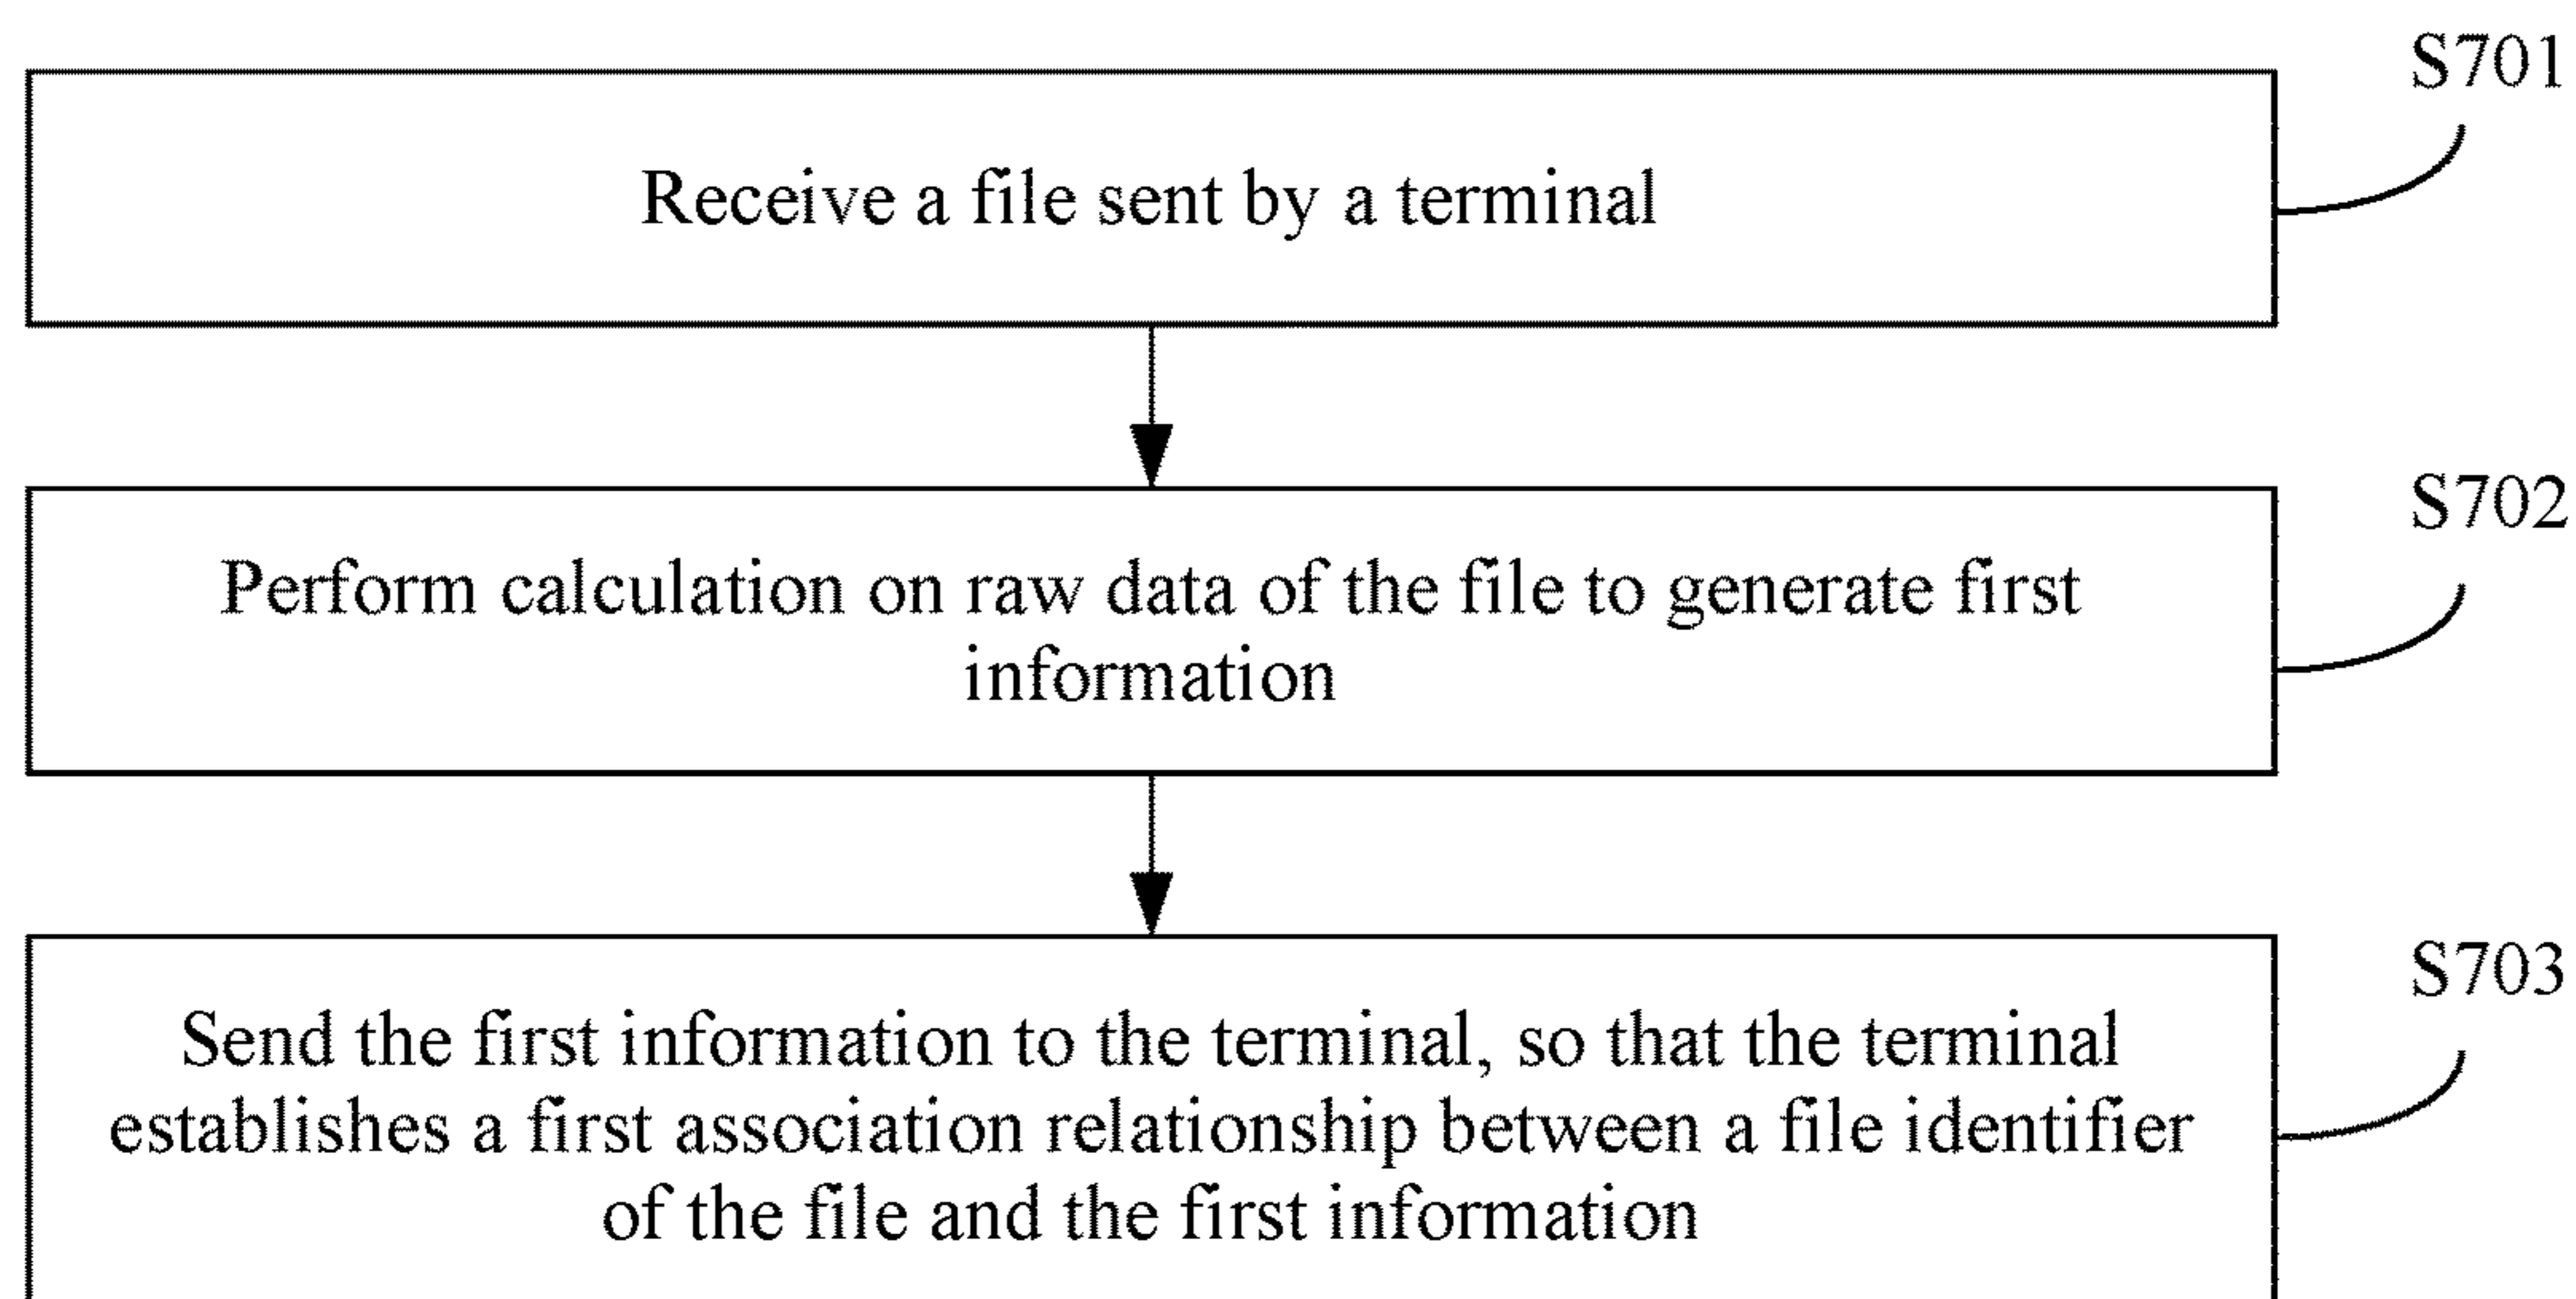 S701
Receive a file sent by a terminal
S702
Perform calculation on raw data of the file to generate first
information
S703
Send the first information to the terminal, so that the terminal
establishes a first association relationship between a file identifier
of the file and the first information